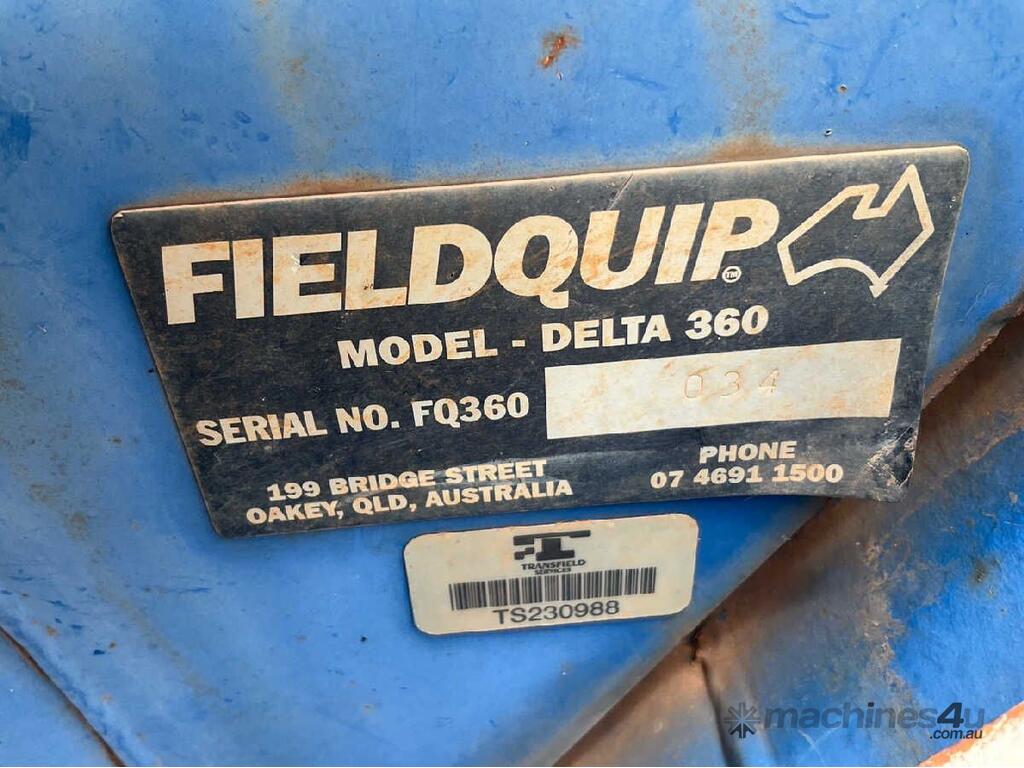 FIELDQUIP TM
MODEL - DELTA 360
SERIAL NO. FQ360 034
199 BRIDGE STREET
OAKEY, QLD, AUSTRALIA
PHONE
07 4691 1500
TRANSFIELD
SERVICES
TS230988
machines4u
.com.au